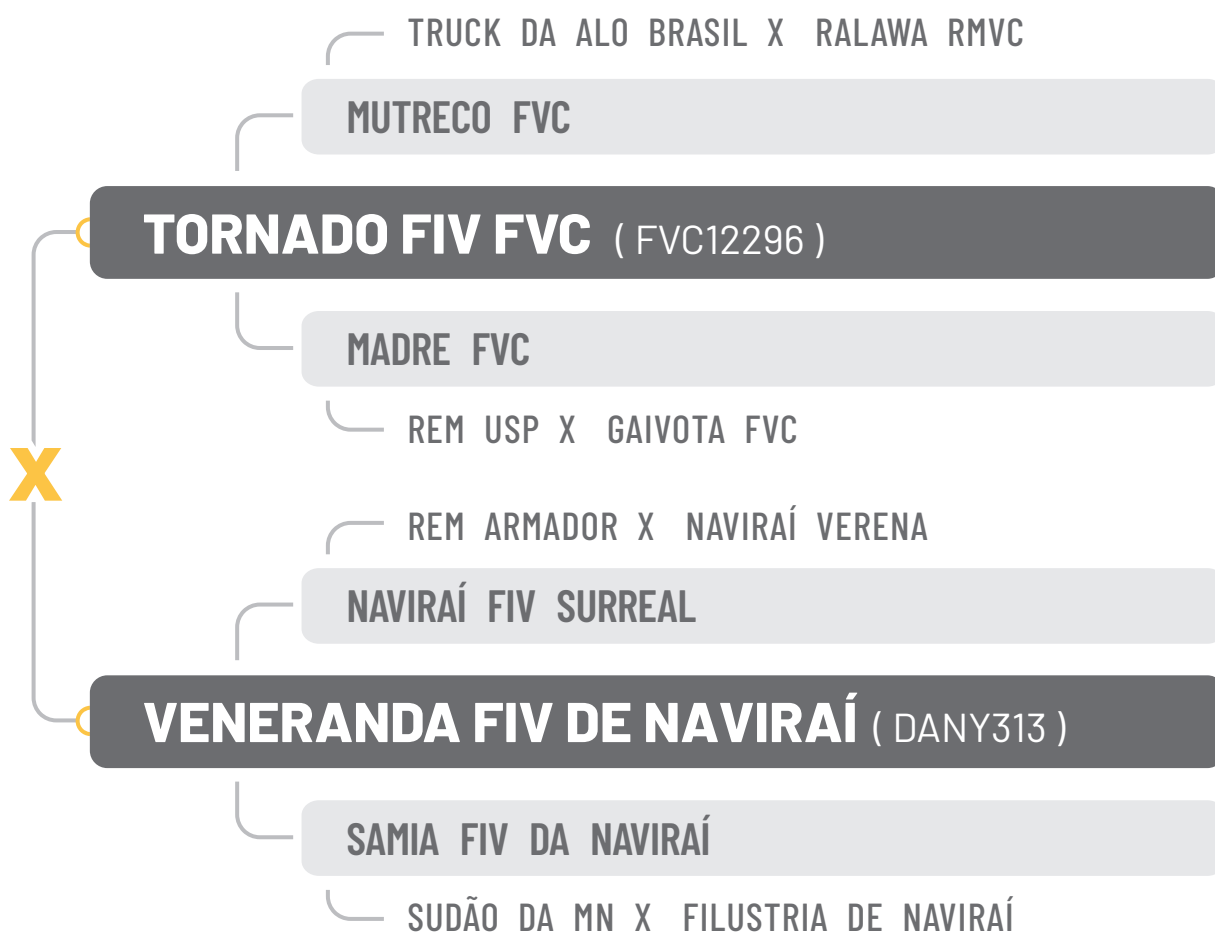 TRUCK DA ALO BRASIL X RALAWA RMVC
MUTRECO FVC
TORNADO FIV FVC ( FVC12296 )
MADRE FVC
REM USP X GAIVOTA FVC
X
REM ARMADOR X NAVIRAÍ VERENA
NAVIRAÍ FIV SURREAL
VENERANDA FIV DE NAVIRAÍ ( DANY313 )
SAMIA FIV DA NAVIRAÍ
SUDÃO DA MN X FILUSTRIA DE NAVIRAÍ